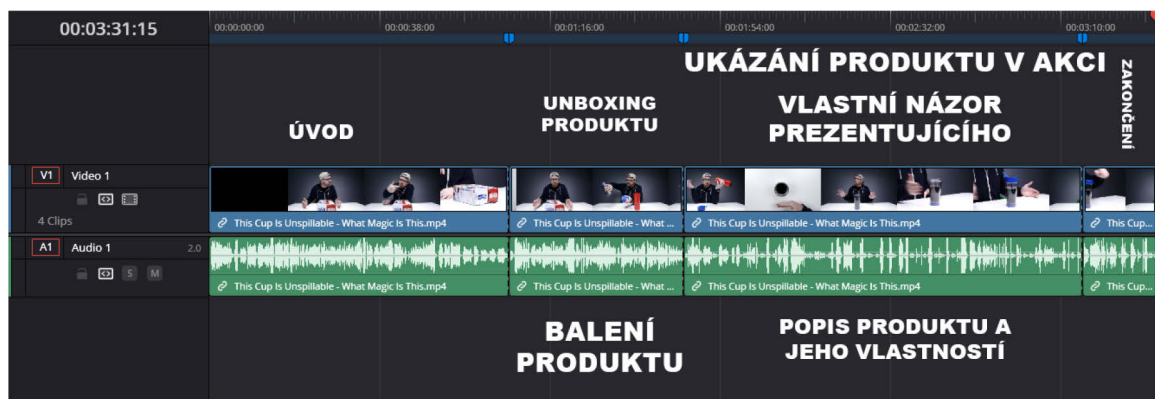 00:03:31:15
00:00:00:00
00:00:38:00
00:01:16:00
00:01:54:00
00:02:32:00
00:03:10:00
UKÁZÁNÍ PRODUKTU V AKCI
ZAKONČENÍ
ÚVOD
UNBOXING
PRODUKTU
VLASTNÍ NÁZOR
PREZENTUJÍCÍHO
V1 Video 1
4 Clips
This Cup Is Unspillable - What Magic Is This.mp4
This Cup Is Unspillable - What ...
This Cup Is Unspillable - What Magic Is This.mp4
This Cup...
A1 Audio 1 2.0
S M
This Cup Is Unspillable - What Magic Is This.mp4
This Cup Is Unspillable - What ...
This Cup Is Unspillable - What Magic Is This.mp4
This Cup...
BALENÍ
PRODUKTU
POPIS PRODUKTU A
JEHO VLASTNOSTÍ